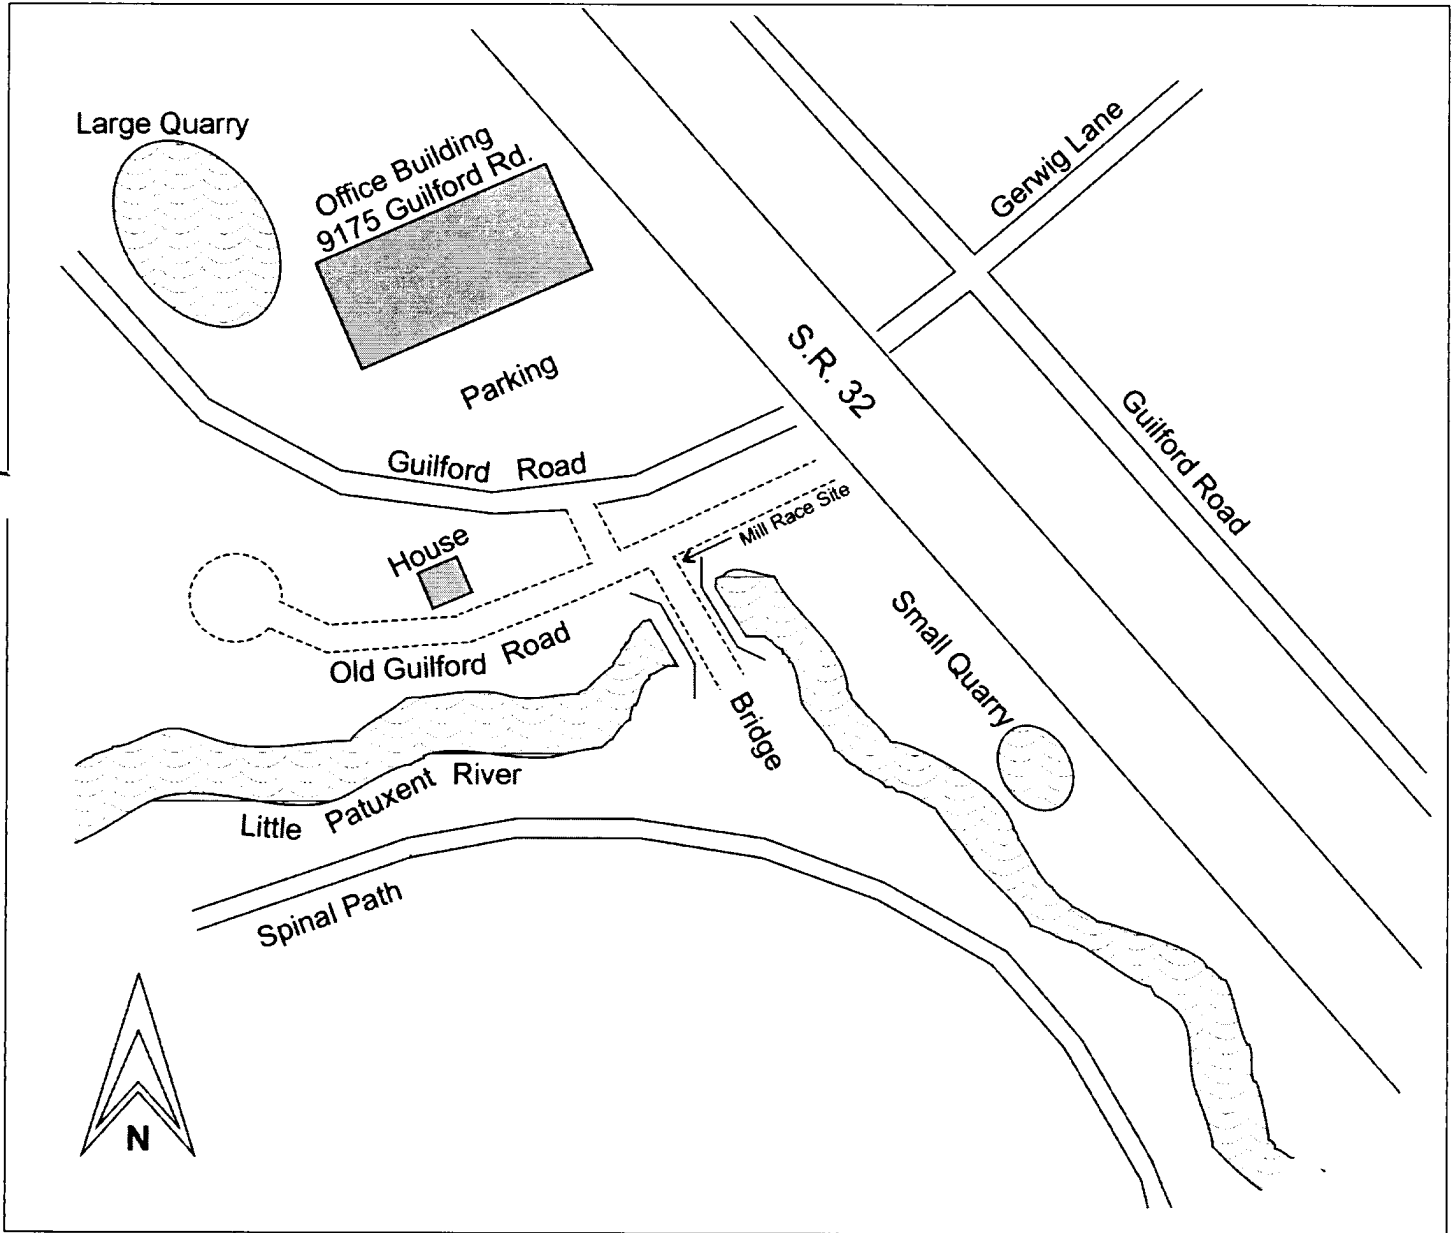 Large Quarry
Office Building
9175 Guilford Rd.
Gerwig Lane
S.R. 32
Parking
Guilford Road
Guilford Road
Mill Race Site
House
Small Quarry
Old Guilford Road
Bridge
Little Patuxent River
Spinal Path
N